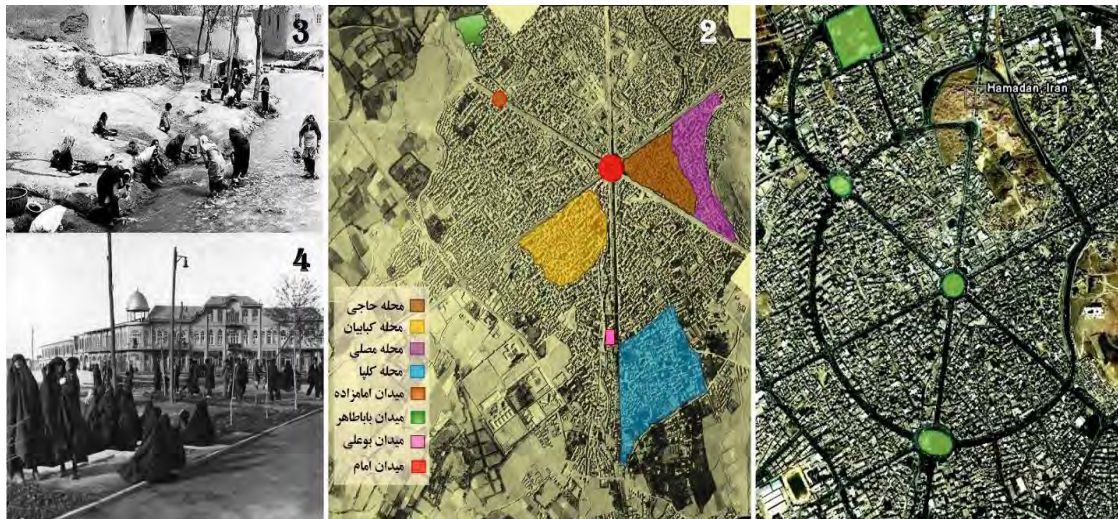 3
2
1
Hamadan, Iran
4
محله حاجی
محله کبابیان
محله مصلی
محله کلپا
میدان امامزاده
میدان باباطاهر
میدان بوعلی
میدان امام